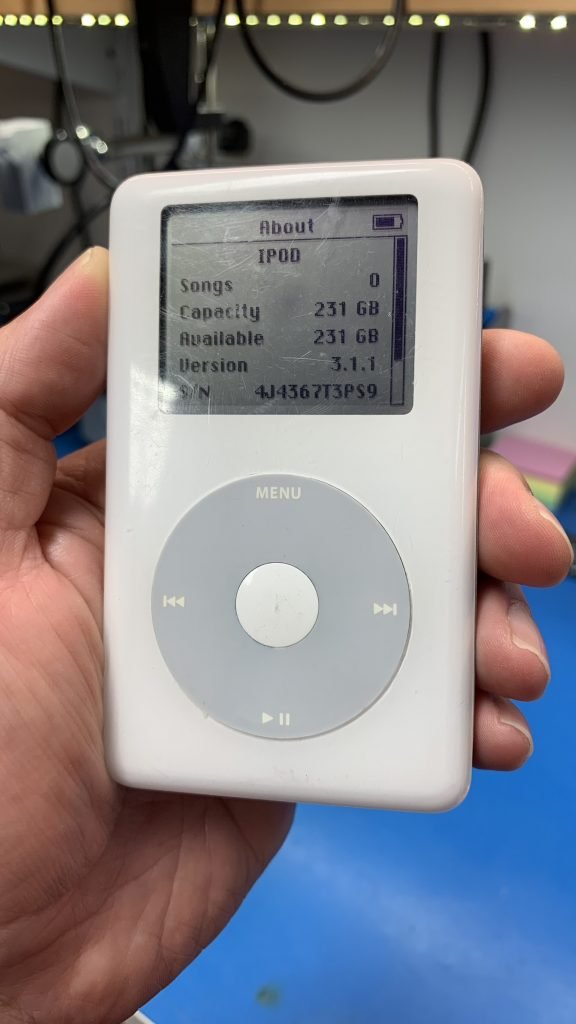 About
IPOD
Songs 0
Capacity 231 GB
Available 231 GB
Version 3.1.1
S/N 4J4367T3PS9
MENU